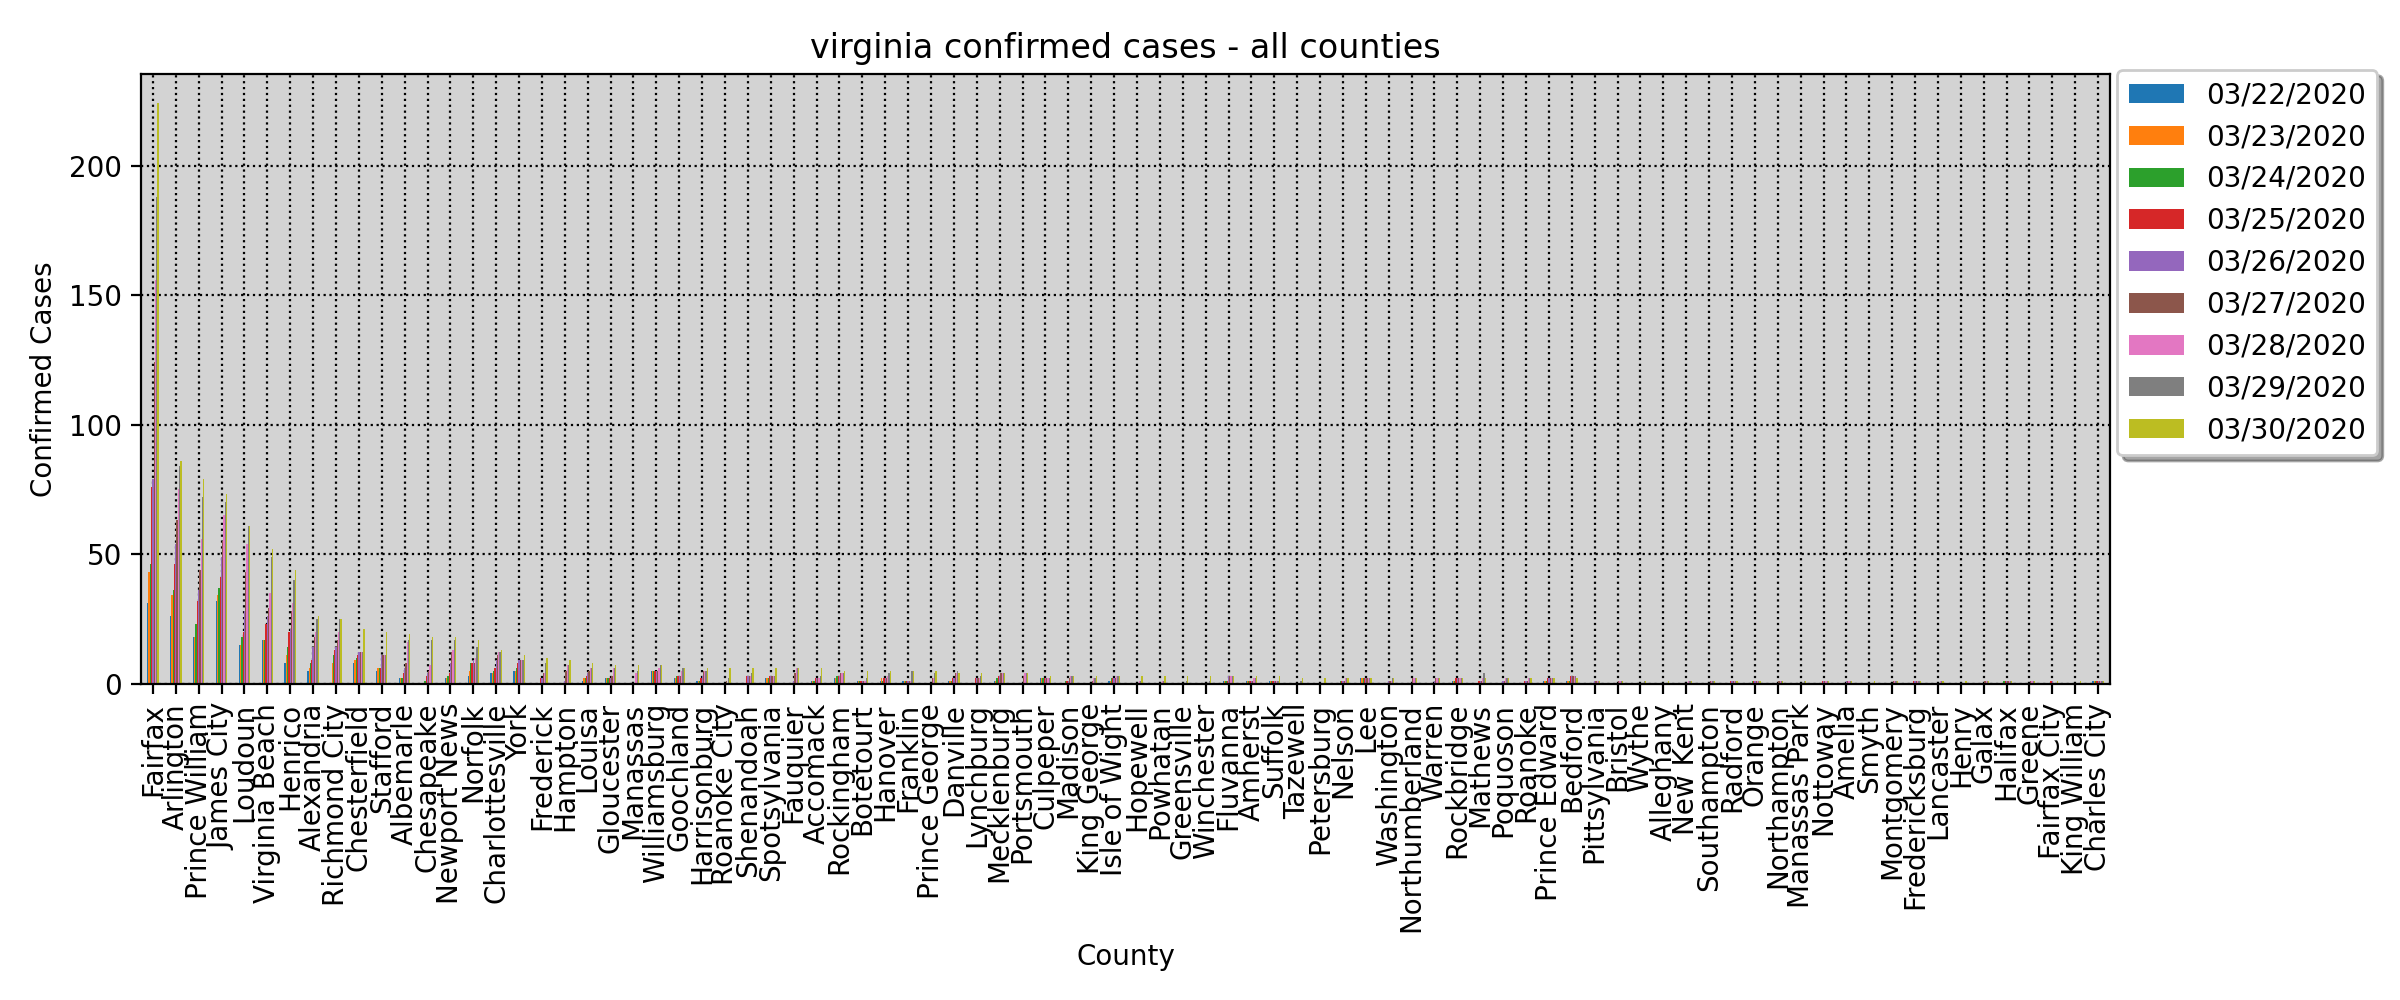 virginia confirmed cases - all counties
Confirmed Cases
200
150
100
50
0
03/22/2020
03/23/2020
03/24/2020
03/25/2020
03/26/2020
03/27/2020
03/28/2020
03/29/2020
03/30/2020
Fairfax
Arlington
Prince William
James City
Loudoun
Virginia Beach
Henrico
Alexandria
Richmond City
Chesterfield
Stafford
Albemarle
Chesapeake
Newport News
Norfolk
Charlottesville
York
Frederick
Hampton
Louisa
Gloucester
Manassas
Williamsburg
Goochland
Harrisonburg
Roanoke City
Shenandoah
Spotsylvania
Fauquier
Accomack
Rockingham
Botetourt
Hanover
Franklin
Prince George
Danville
Lynchburg
Mecklenburg
Portsmouth
Culpeper
Madison
King George
Isle of Wight
Hopewell
Powhatan
Greensville
Winchester
Fluvanna
Amherst
Suffolk
Tazewell
Petersburg
Nelson
Lee
Washington
Northumberland
Warren
Rockbridge
Mathews
Poquoson
Roanoke
Prince Edward
Bedford
Pittsylvania
Bristol
Wythe
Alleghany
New Kent
Southampton
Radford
Orange
Northampton
Manassas Park
Nottoway
Amelia
Smyth
Montgomery
Fredericksburg
Lancaster
Henry
Galax
Halifax
Greene
Fairfax City
King William
Charles City
County